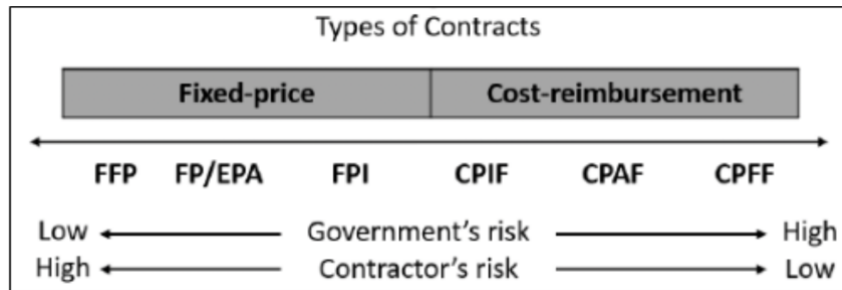 Types of Contracts
Fixed-price Cost-reimbursement
FFP FP/EPA FPI CPIF CPAF CPFF
Low Government's risk High
High Contractor's risk Low